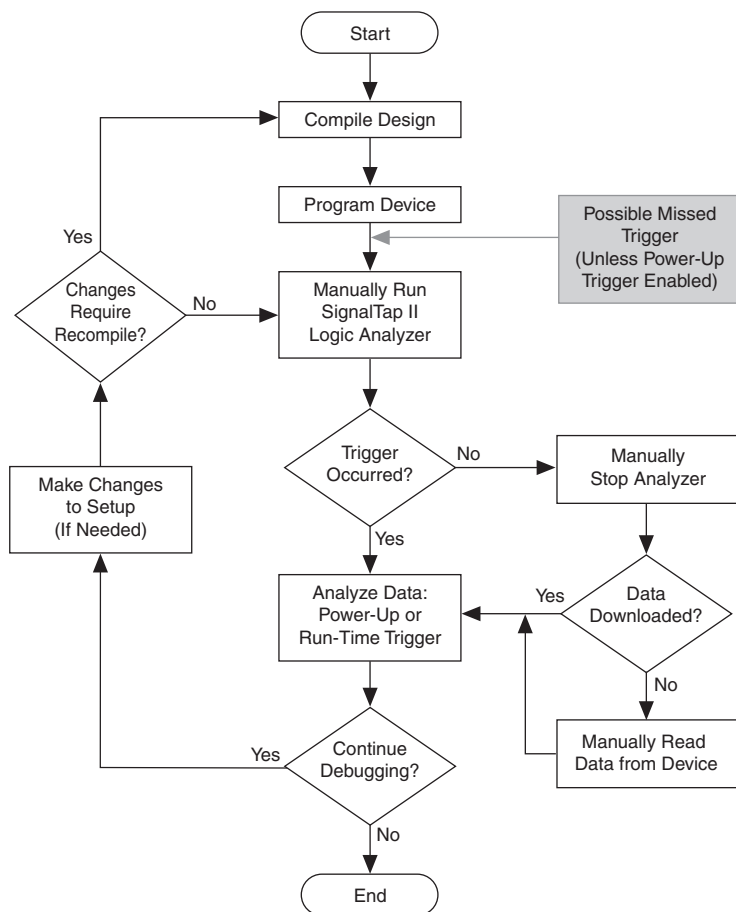 Start
Compile Design
Program Device
Possible Missed
Trigger
(Unless Power-Up
Trigger Enabled)
Yes
Changes
Require
Recompile?
No
Manually Run
SignalTap II
Logic Analyzer
Trigger
Occurred?
No
Manually
Stop Analyzer
Make Changes
to Setup
(If Needed)
Yes
Analyze Data:
Power-Up or
Run-Time Trigger
Yes
Data
Downloaded?
No
Manually Read
Data from Device
Yes
Continue
Debugging?
No
End